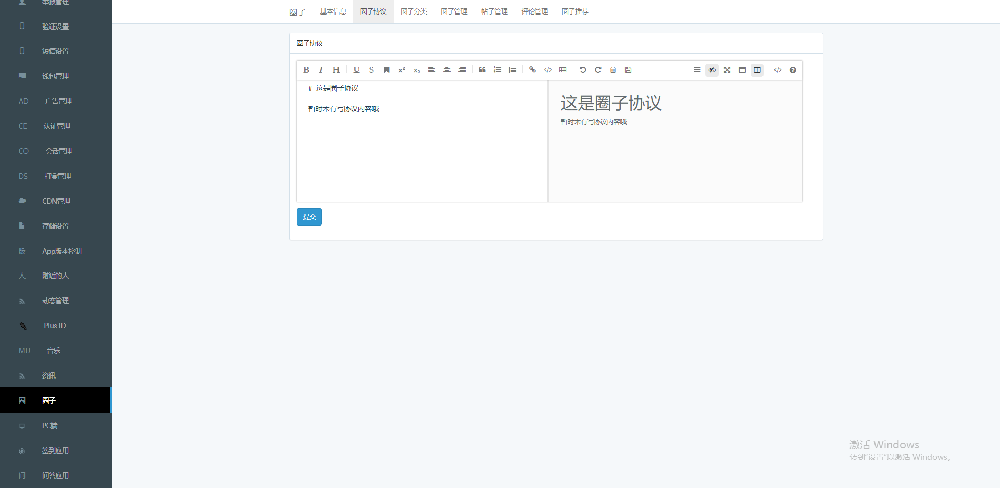 举报管理
验证设置
短信设置
钱包管理
AD 广告管理
CE 认证管理
CO 会话管理
DS 打赏管理
CDN管理
存储设置
版 App版本控制
人 附近的人
动态管理
Plus ID
MU 音乐
资讯
圈 圈子
PC端
签到应用
问 问答应用
圈子 基本信息 圈子协议 圈子分类 圈子管理 帖子管理 评论管理 圈子推荐
圈子协议
B I H U S x² x₂
# 这是圈子协议
暂时木有写协议内容哦
这是圈子协议
暂时木有写协议内容哦
提交
激活 Windows
转到"设置"以激活 Windows。